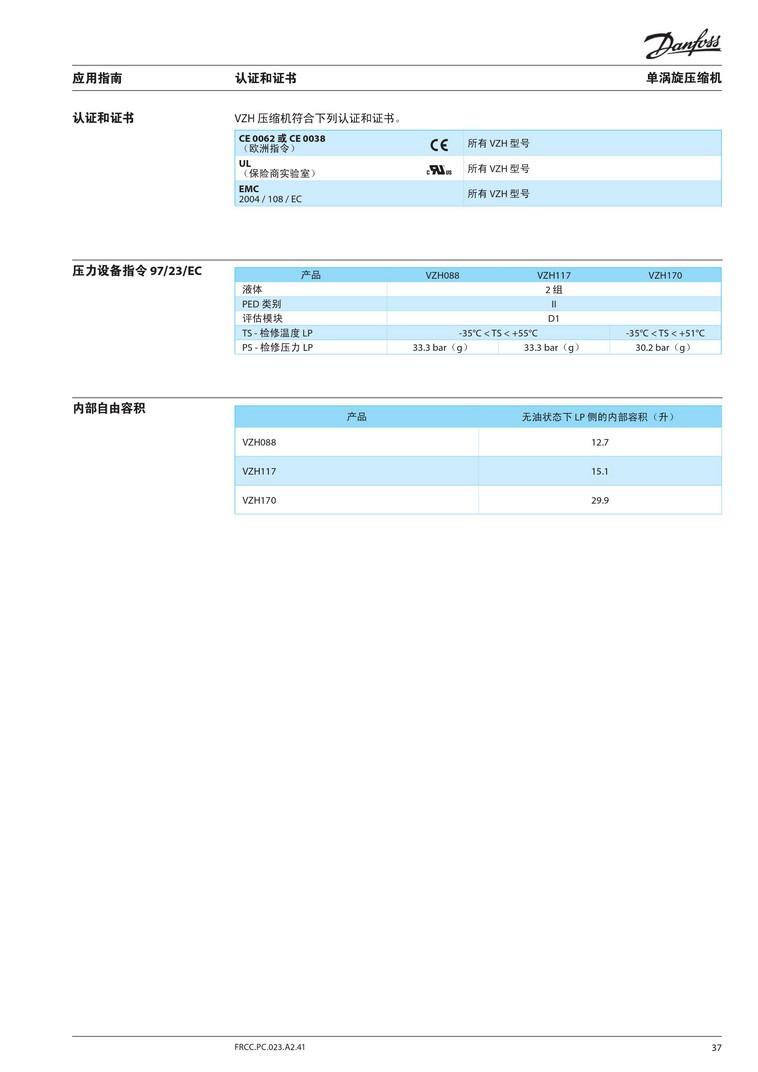 Danfoss
应用指南 认证和证书 单涡旋压缩机
认证和证书
VZH 压缩机符合下列认证和证书。
CE 0062 或 CE 0038
（欧洲指令） CE 所有 VZH 型号
UL
（保险商实验室） c UL us 所有 VZH 型号
EMC
2004 / 108 / EC 所有 VZH 型号
压力设备指令 97/23/EC
产品 VZH088 VZH117 VZH170
液体 2 组
PED 类别 II
评估模块 D1
TS - 检修温度 LP -35°C < TS < +55°C -35°C < TS < +51°C
PS - 检修压力 LP 33.3 bar（g） 33.3 bar（g） 30.2 bar（g）
内部自由容积
产品 无油状态下 LP 侧的内部容积（升）
VZH088 12.7
VZH117 15.1
VZH170 29.9
FRCC.PC.023.A2.41 37